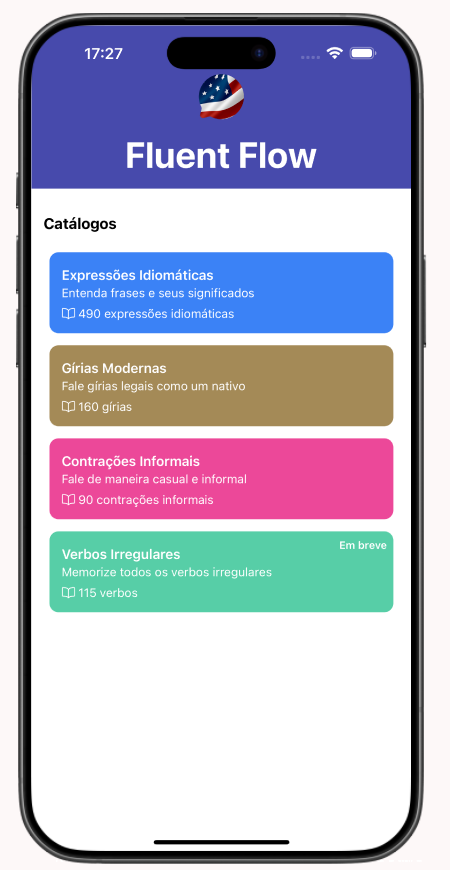 17:27
Fluent Flow
Catálogos
Expressões Idiomáticas
Entenda frases e seus significados
490 expressões idiomáticas
Gírias Modernas
Fale gírias legais como um nativo
160 gírias
Contrações Informais
Fale de maneira casual e informal
90 contrações informais
Em breve
Verbos Irregulares
Memorize todos os verbos irregulares
115 verbos